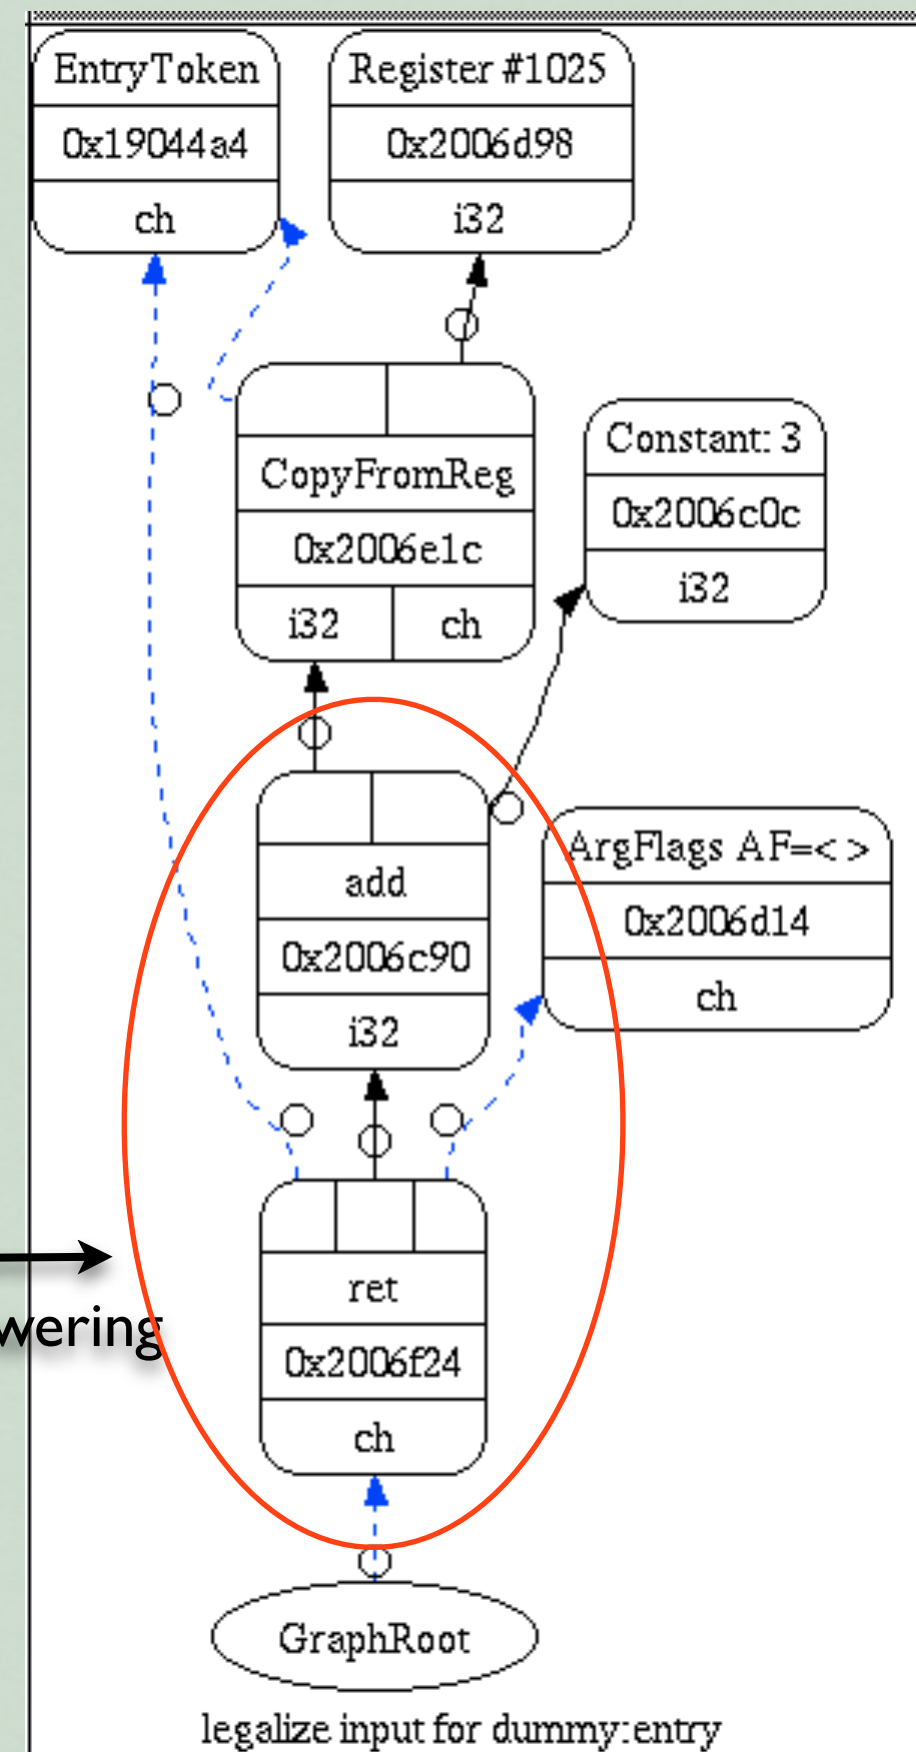 EntryToken
0x19044a4
ch
Register #1025
0x2006d98
i32
CopyFromReg
0x2006e1c
i32 ch
Constant: 3
0x2006c0c
i32
add
0x2006c90
i32
ArgFlags AF=< >
0x2006d14
ch
wering
ret
0x2006f24
ch
GraphRoot
legalize input for dummy:entry